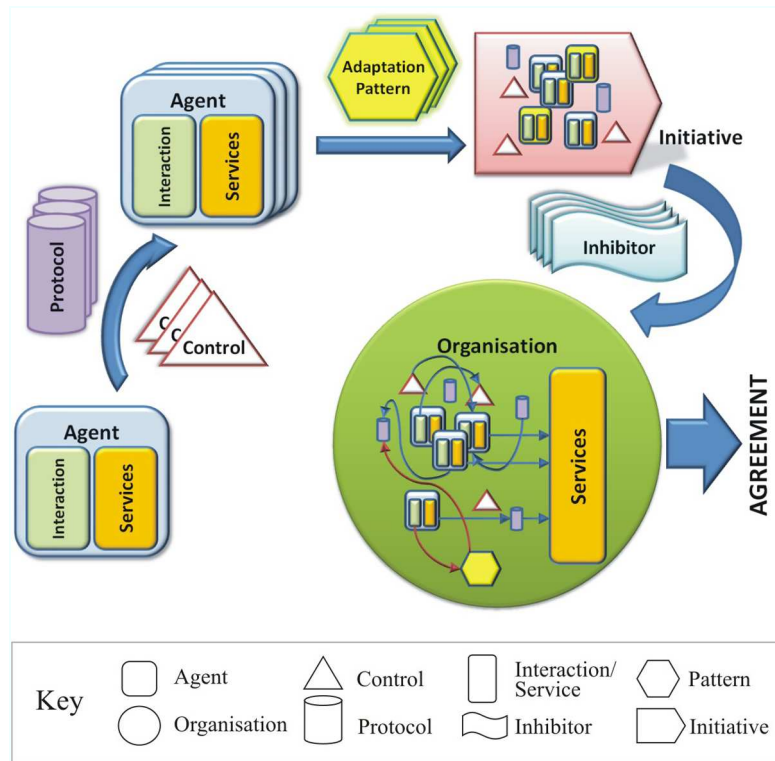 Adaptation
Pattern
Agent
Interaction
Services
Initiative
Protocol
Inhibitor
C
C
Control
Organisation
Agent
Interaction
Services
Services
AGREEMENT
Key
Agent
Control
Interaction/
Service
Pattern
Organisation
Protocol
Inhibitor
Initiative